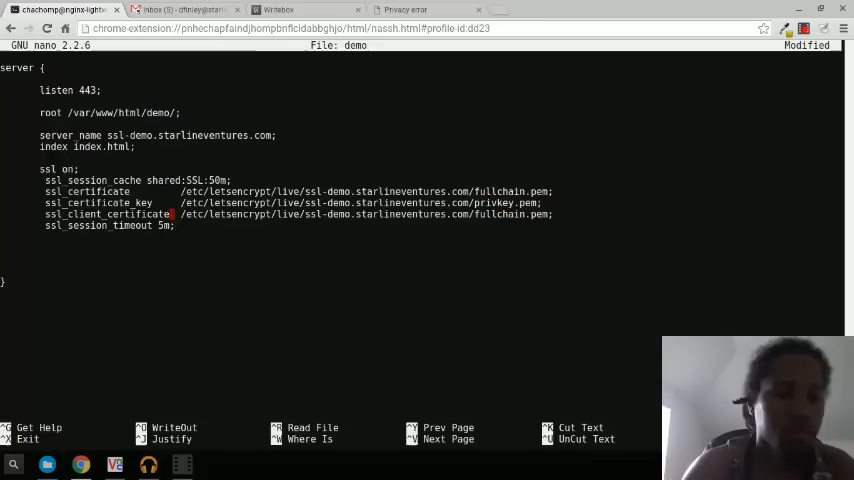 chachomp@nginx-lightw
Inbox (5) - dfinley@starli
Writebox
Privacy error
chrome-extension://pnhechapfaindjhompbnflcldabbghjo/html/nassh.html#profile-id:dd23
GNU nano 2.2.6 File: demo Modified
server {
listen 443;
root /var/www/html/demo/;
server_name ssl-demo.starlineventures.com;
index index.html;
ssl on;
ssl_session_cache shared:SSL:50m;
ssl_certificate /etc/letsencrypt/live/ssl-demo.starlineventures.com/fullchain.pem;
ssl_certificate_key /etc/letsencrypt/live/ssl-demo.starlineventures.com/privkey.pem;
ssl_client_certificate /etc/letsencrypt/live/ssl-demo.starlineventures.com/fullchain.pem;
ssl_session_timeout 5m;
}
^G Get Help ^O WriteOut ^R Read File ^Y Prev Page ^K Cut Text
^X Exit ^J Justify ^W Where Is ^V Next Page ^U UnCut Text